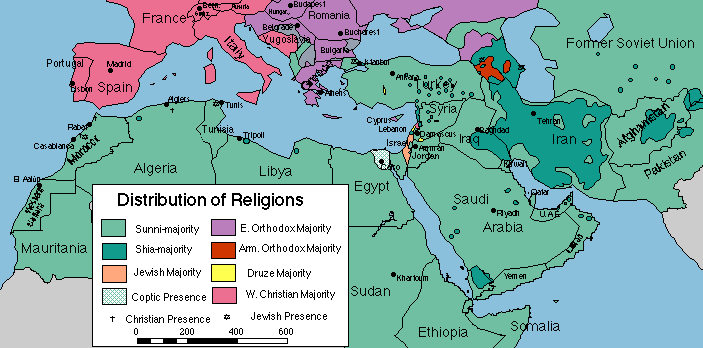 France
Bern
Austria
Budapest
Hungar.
Romania
Belgrade
Yugoslavia
Bucharest
Bulgaria
Italy
Former Soviet Union
Portugal
Madrid
Lisbon
Spain
Istanbul
Ankara
Turkey
Athens
Algiers
Tunis
Cyprus
Syria
Lebanon
Damascus
Baghdad
Tehran
Afghanistan
Rabat
Casablanca
Morocco
Tunisia
Tripoli
Israel
Amman
Jordan
Iraq
Iran
Kuwait
Pakistan
El Aaiun
Algeria
Libya
Egypt
Cairo
Saudi
Arabia
Riyadh
Qatar
U.A.E.
Mauritania
Sudan
Khartoum
Yemen
Ethiopia
Somalia
Distribution of Religions
Sunni-majority
E. Orthodox Majority
Shia-majority
Arm. Orthodox Majority
Jewish Majority
Druze Majority
Coptic Presence
W. Christian Majority
Christian Presence
Jewish Presence
0 200 400 600